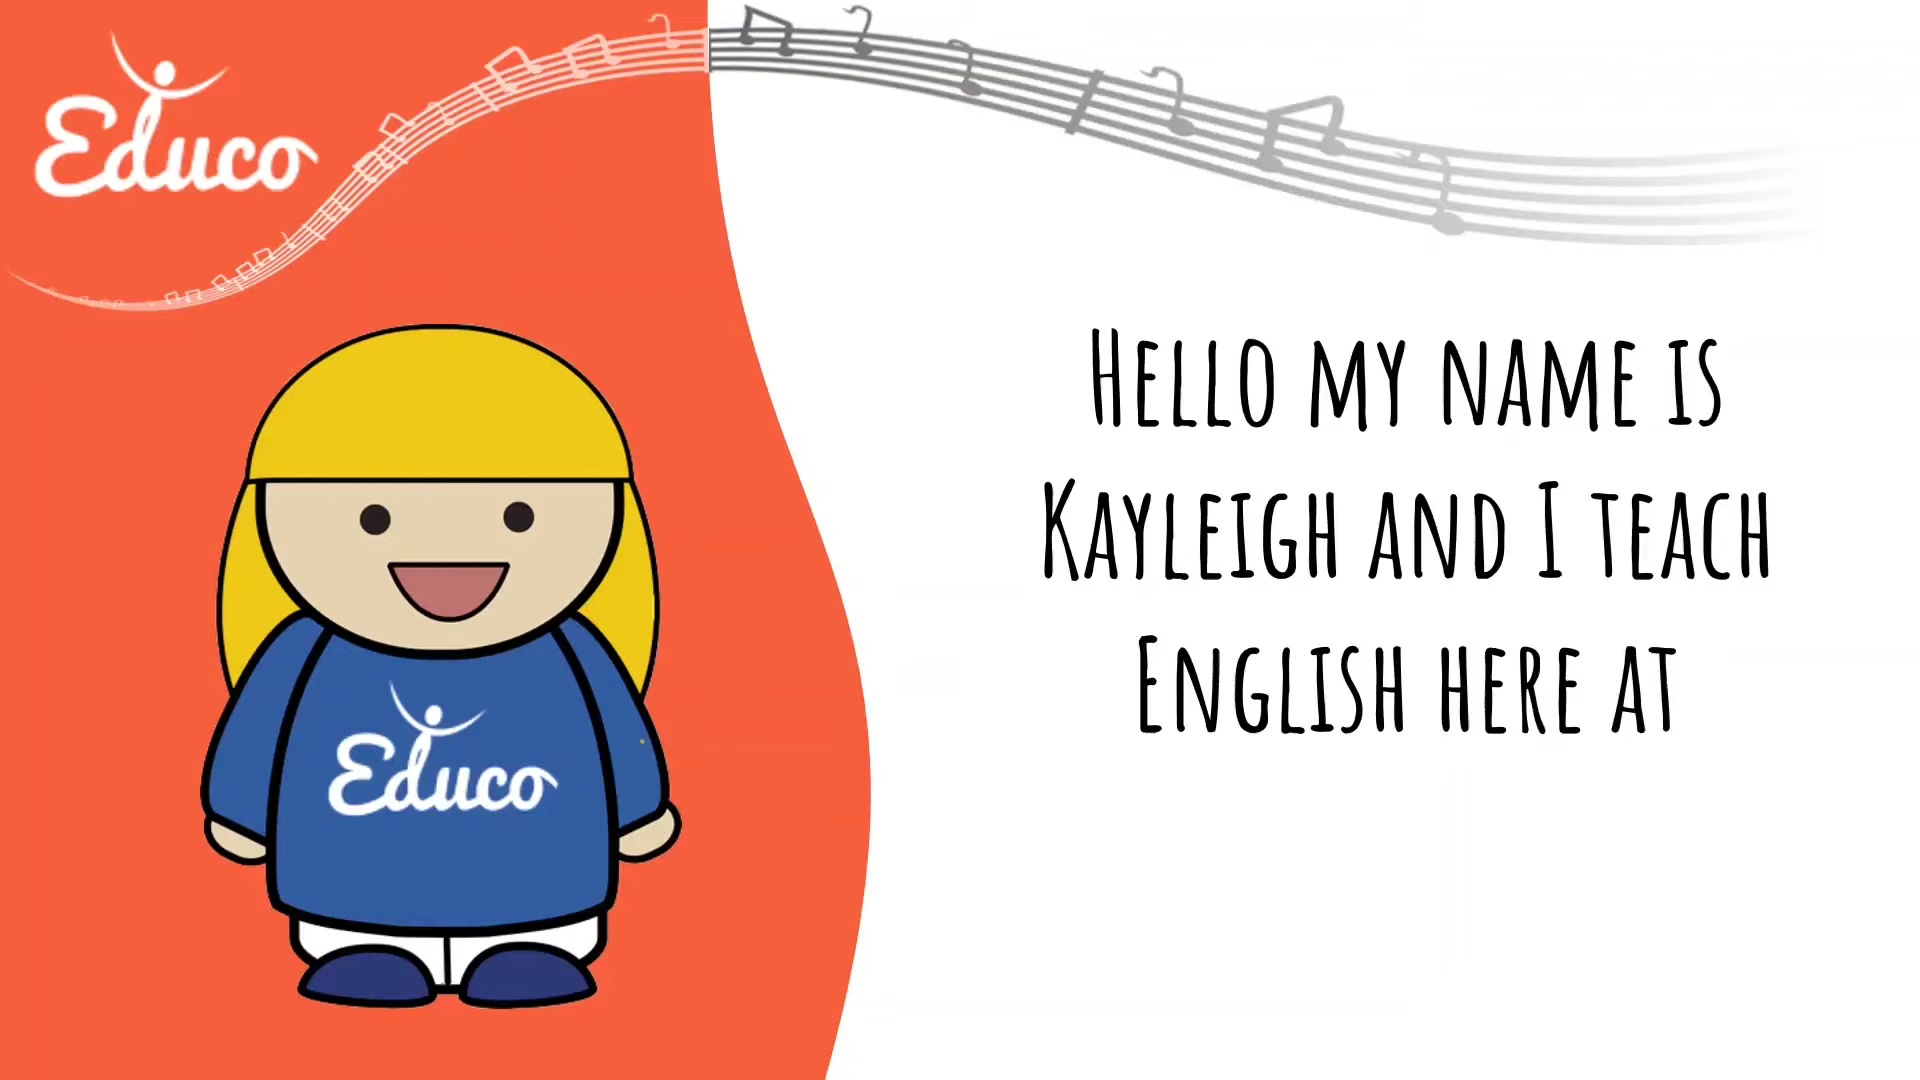 Educo
Hello my name is
Kayleigh and I teach
English here at
Educo